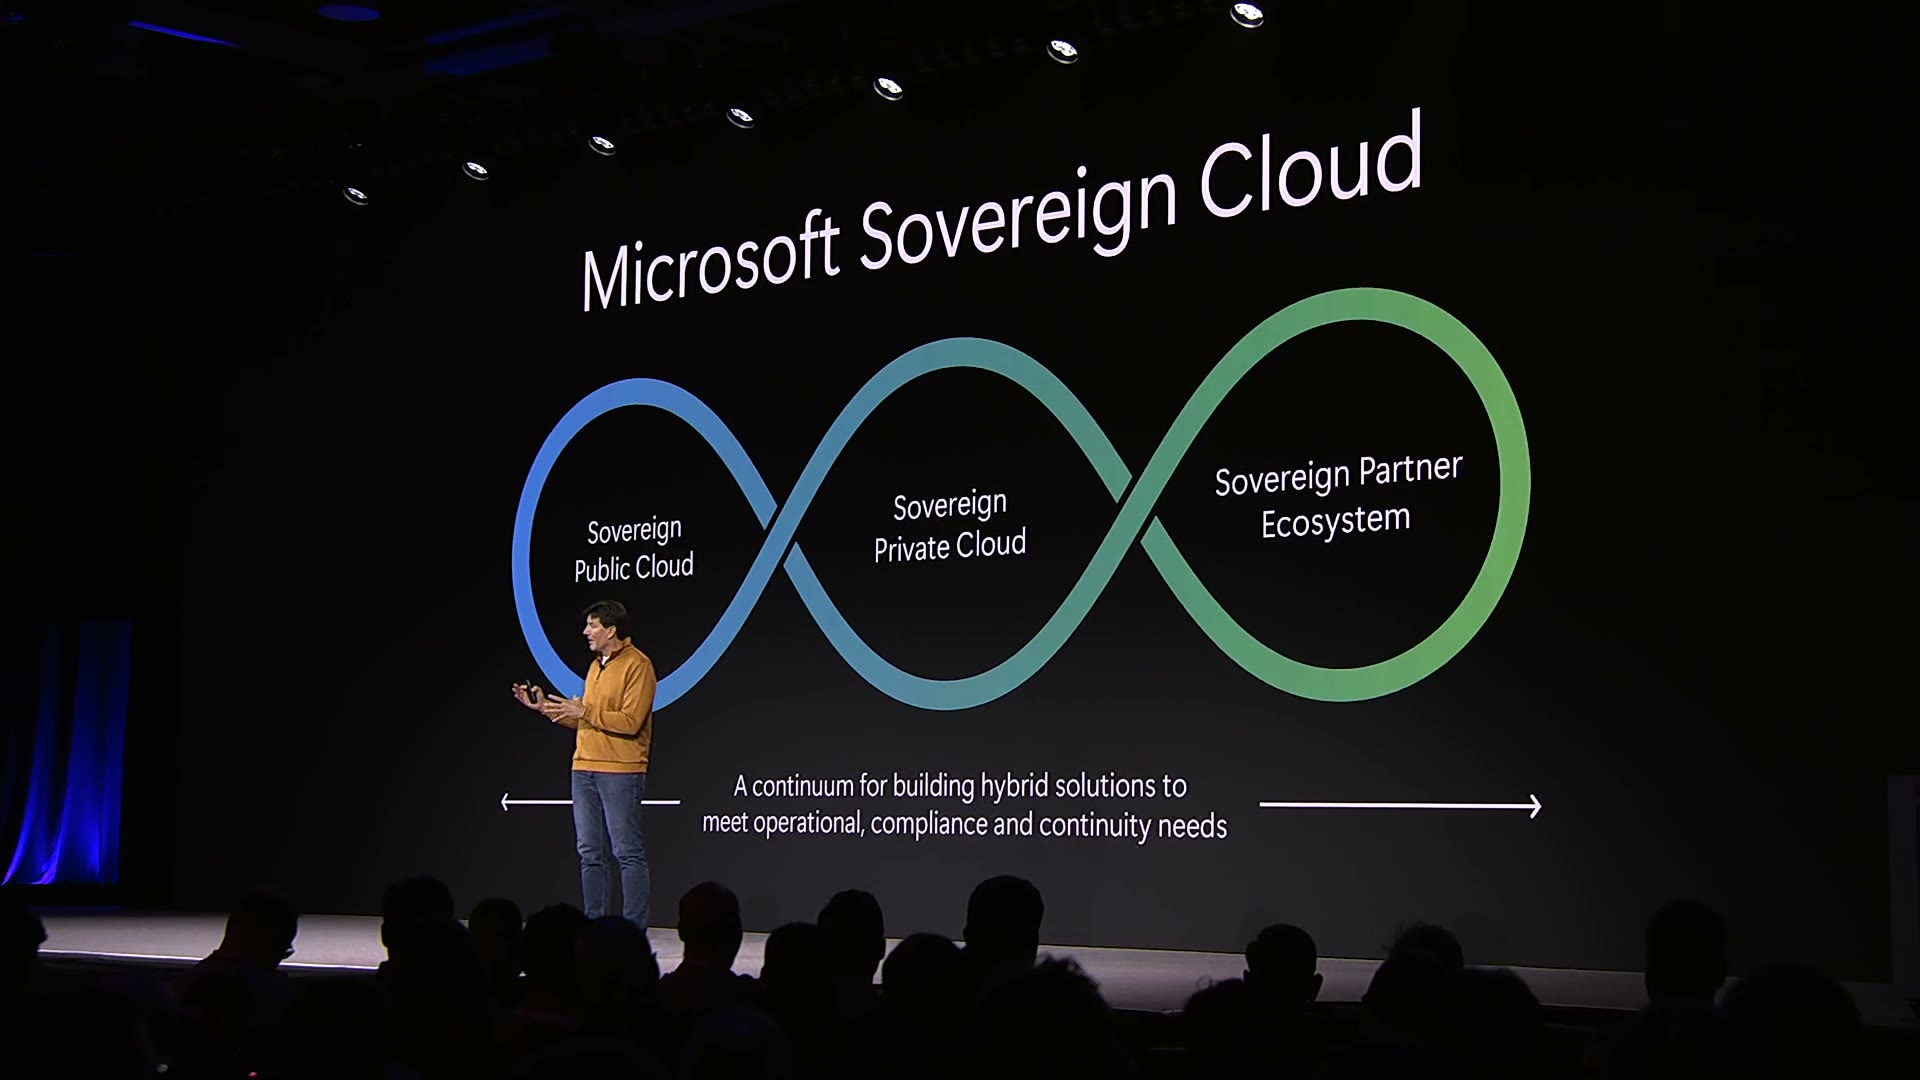 Microsoft Sovereign Cloud
Sovereign
Public Cloud
Sovereign
Private Cloud
Sovereign Partner
Ecosystem
A continuum for building hybrid solutions to
meet operational, compliance and continuity needs